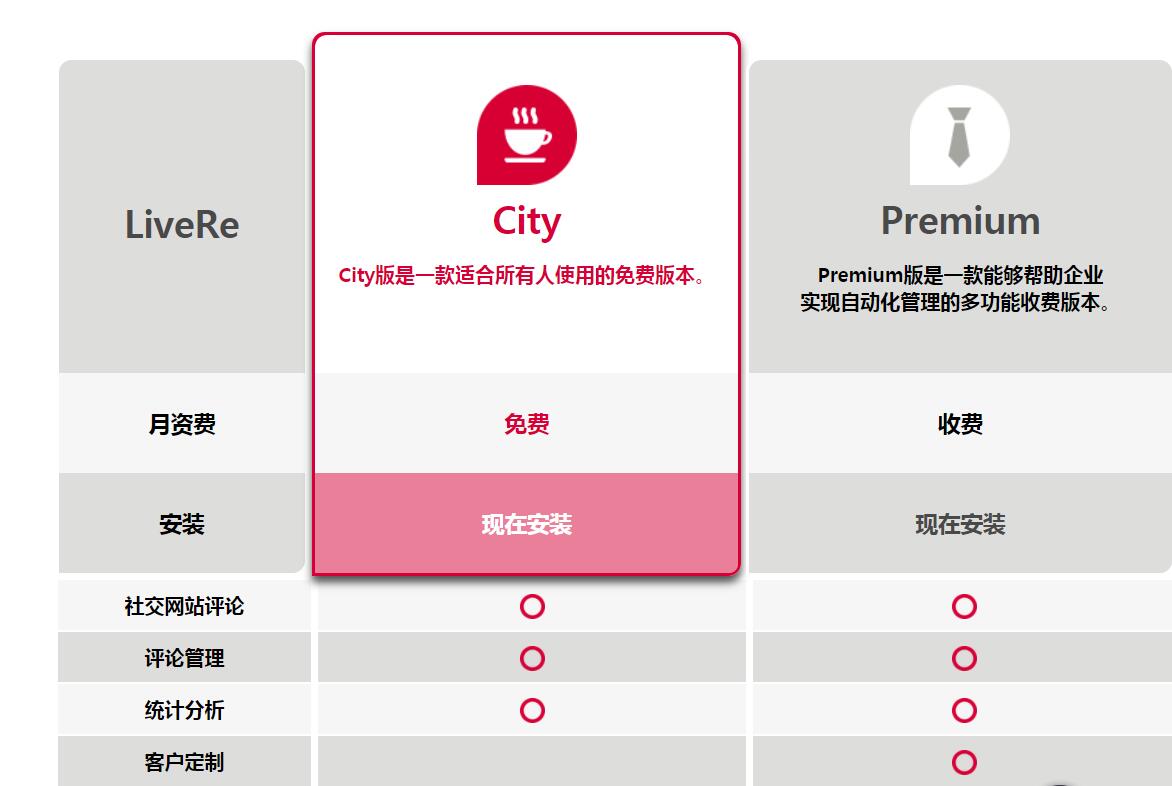 LiveRe
City
City版是一款适合所有人使用的免费版本。
Premium
Premium版是一款能够帮助企业
实现自动化管理的多功能收费版本。
月资费
免费
收费
安装
现在安装
现在安装
社交网站评论
评论管理
统计分析
客户定制